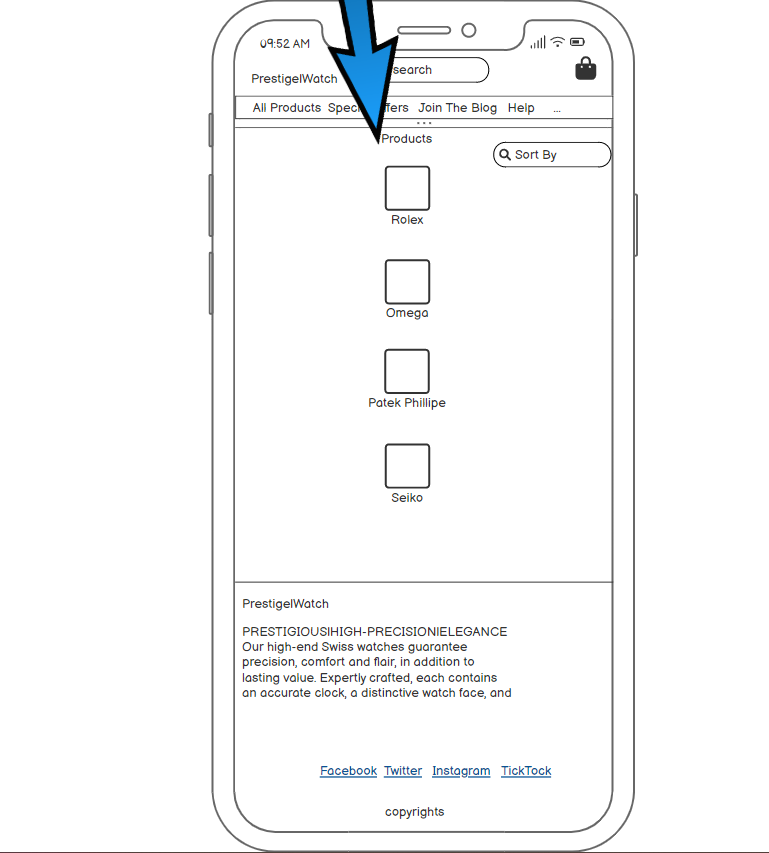 09:52 AM
search
PrestigeIWatch
All Products Speci ffers Join The Blog Help ...
Products
Sort By
Rolex
Omega
Patek Phillipe
Seiko
PrestigeIWatch
PRESTIGIOUSIHIGH-PRECISIONIELEGANCE
Our high-end Swiss watches guarantee
precision, comfort and flair, in addition to
lasting value. Expertly crafted, each contains
an accurate clock, a distinctive watch face, and
Facebook Twitter Instagram TickTock
copyrights